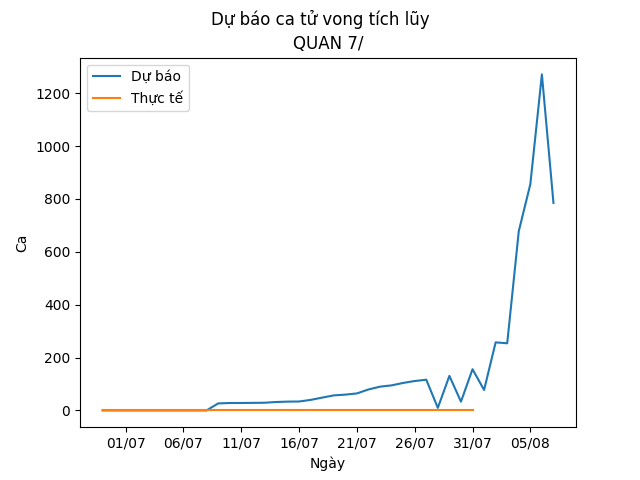 Dự báo ca tử vong tích lũy
QUAN 7/
Dự báo
Thực tế
1200
1000
800
600
400
200
0
Ca
01/07 06/07 11/07 16/07 21/07 26/07 31/07 05/08
Ngày